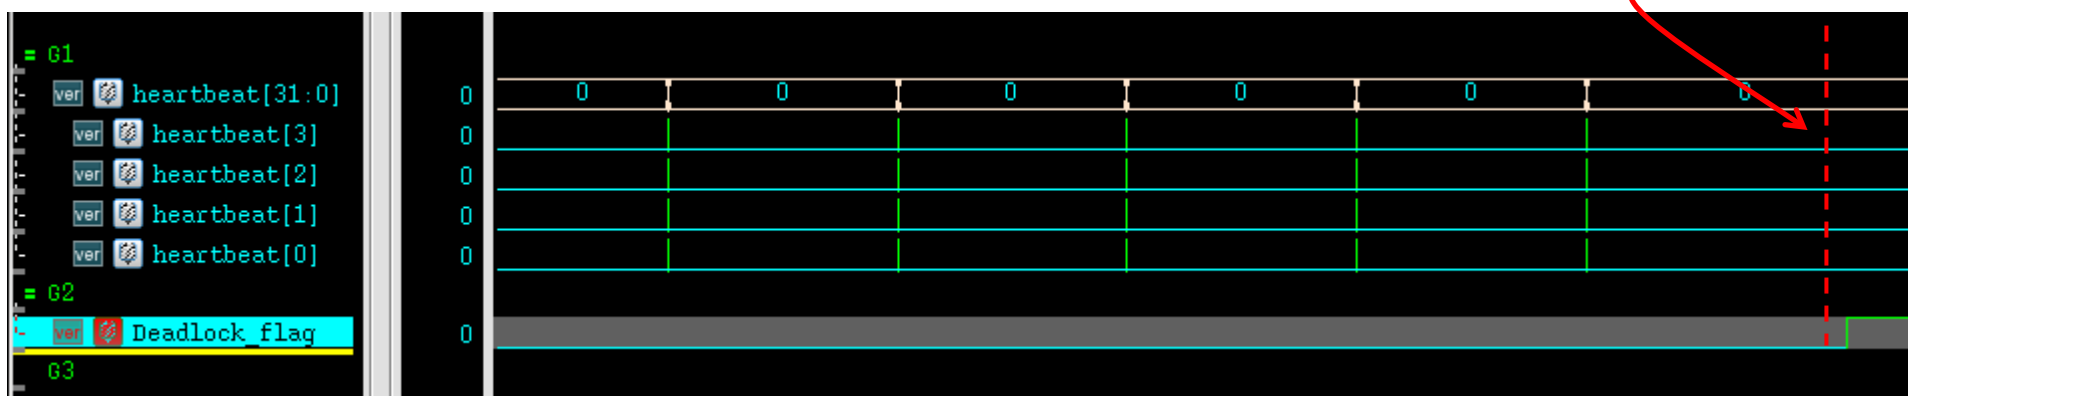 = G1
ver heartbeat[31:0] 0 0 0 0 0 0 0
ver heartbeat[3] 0
ver heartbeat[2] 0
ver heartbeat[1] 0
ver heartbeat[0] 0
= G2
ver Deadlock_flag 0
G3